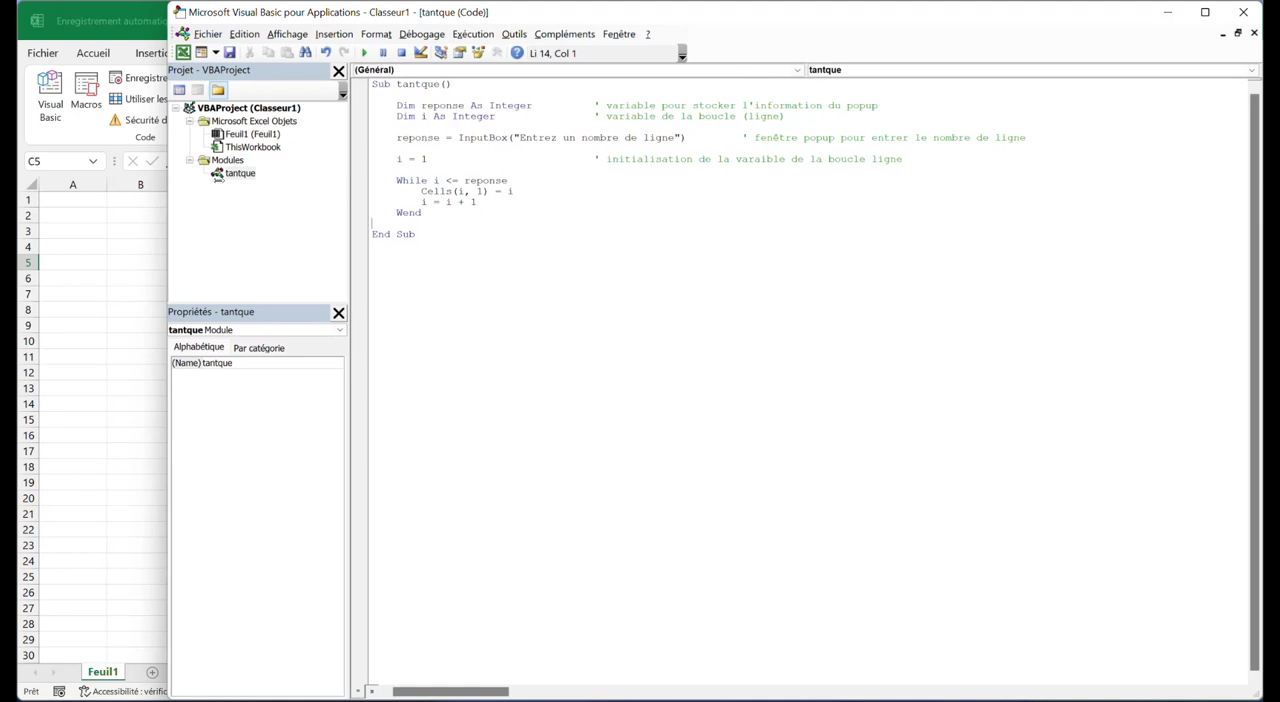 Enregistrement automatic
Microsoft Visual Basic pour Applications - Classeur1 - [tantque (Code)]
Fichier Accueil Insertic
Fichier Edition Affichage Insertion Format Débogage Exécution Outils Compléments Fenêtre ?
Li 14, Col 1
Visual Basic
Macros
Enregistre
Utiliser les
Sécurité d
Code
C5
Projet - VBAProject
VBAProject (Classeur1)
Microsoft Excel Objets
Feuil1 (Feuil1)
ThisWorkbook
Modules
tantque
Propriétés - tantque
tantque Module
Alphabétique Par catégorie
(Name) tantque
(Général) tantque
Sub tantque()
Dim reponse As Integer ' variable pour stocker l'information du popup
Dim i As Integer ' variable de la boucle (ligne)
reponse = InputBox("Entrez un nombre de ligne") ' fenêtre popup pour entrer le nombre de ligne
i = 1 ' initialisation de la varaible de la boucle ligne
While i <= reponse
Cells(i, 1) = i
i = i + 1
Wend
End Sub
A B
1
2
3
4
5
6
7
8
9
10
11
12
13
14
15
16
17
18
19
20
21
22
23
24
25
26
27
28
29
30
Feuil1
Prêt Accessibilité : vérific